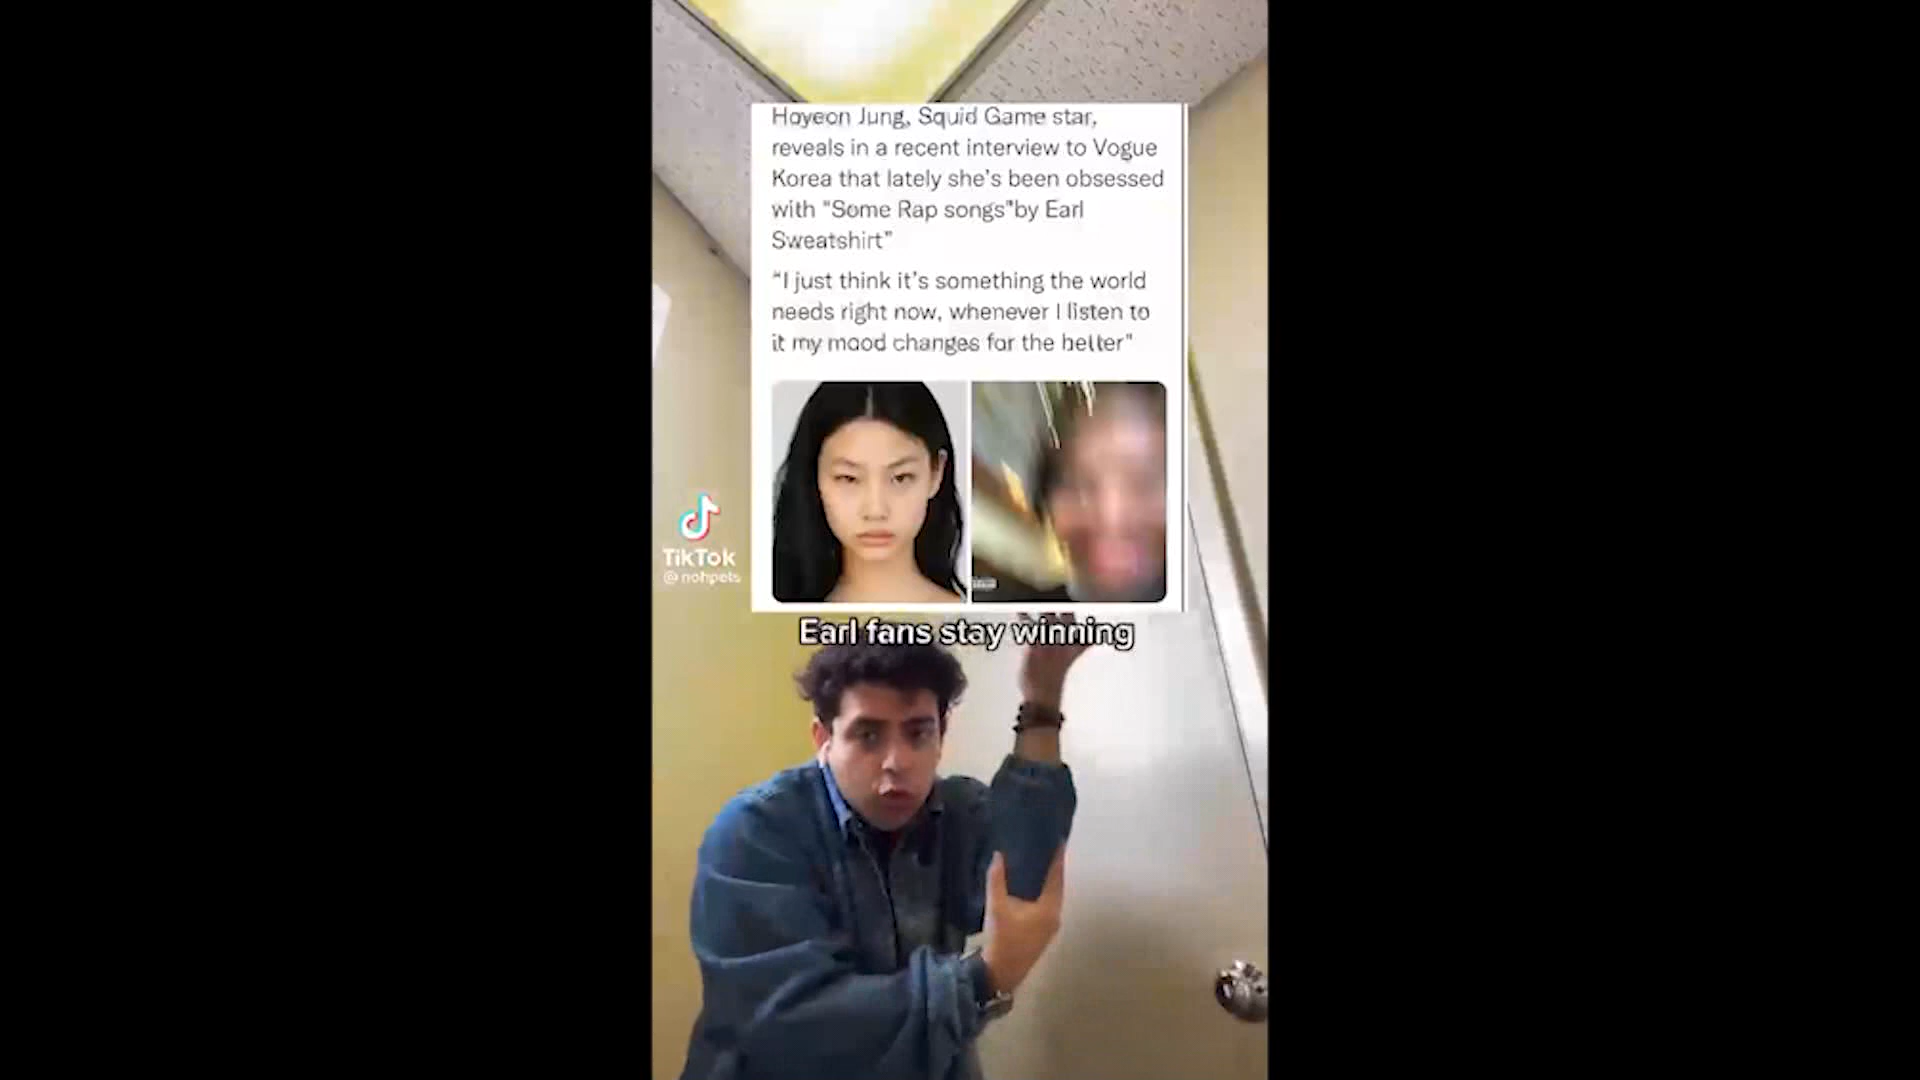 Hoyeon Jung, Squid Game star,
reveals in a recent interview to Vogue
Korea that lately she's been obsessed
with "Some Rap songs"by Earl
Sweatshirt"
"I just think it's something the world
needs right now, whenever I listen to
it my mood changes for the better"
TikTok
@nohpets
Earl fans stay winning